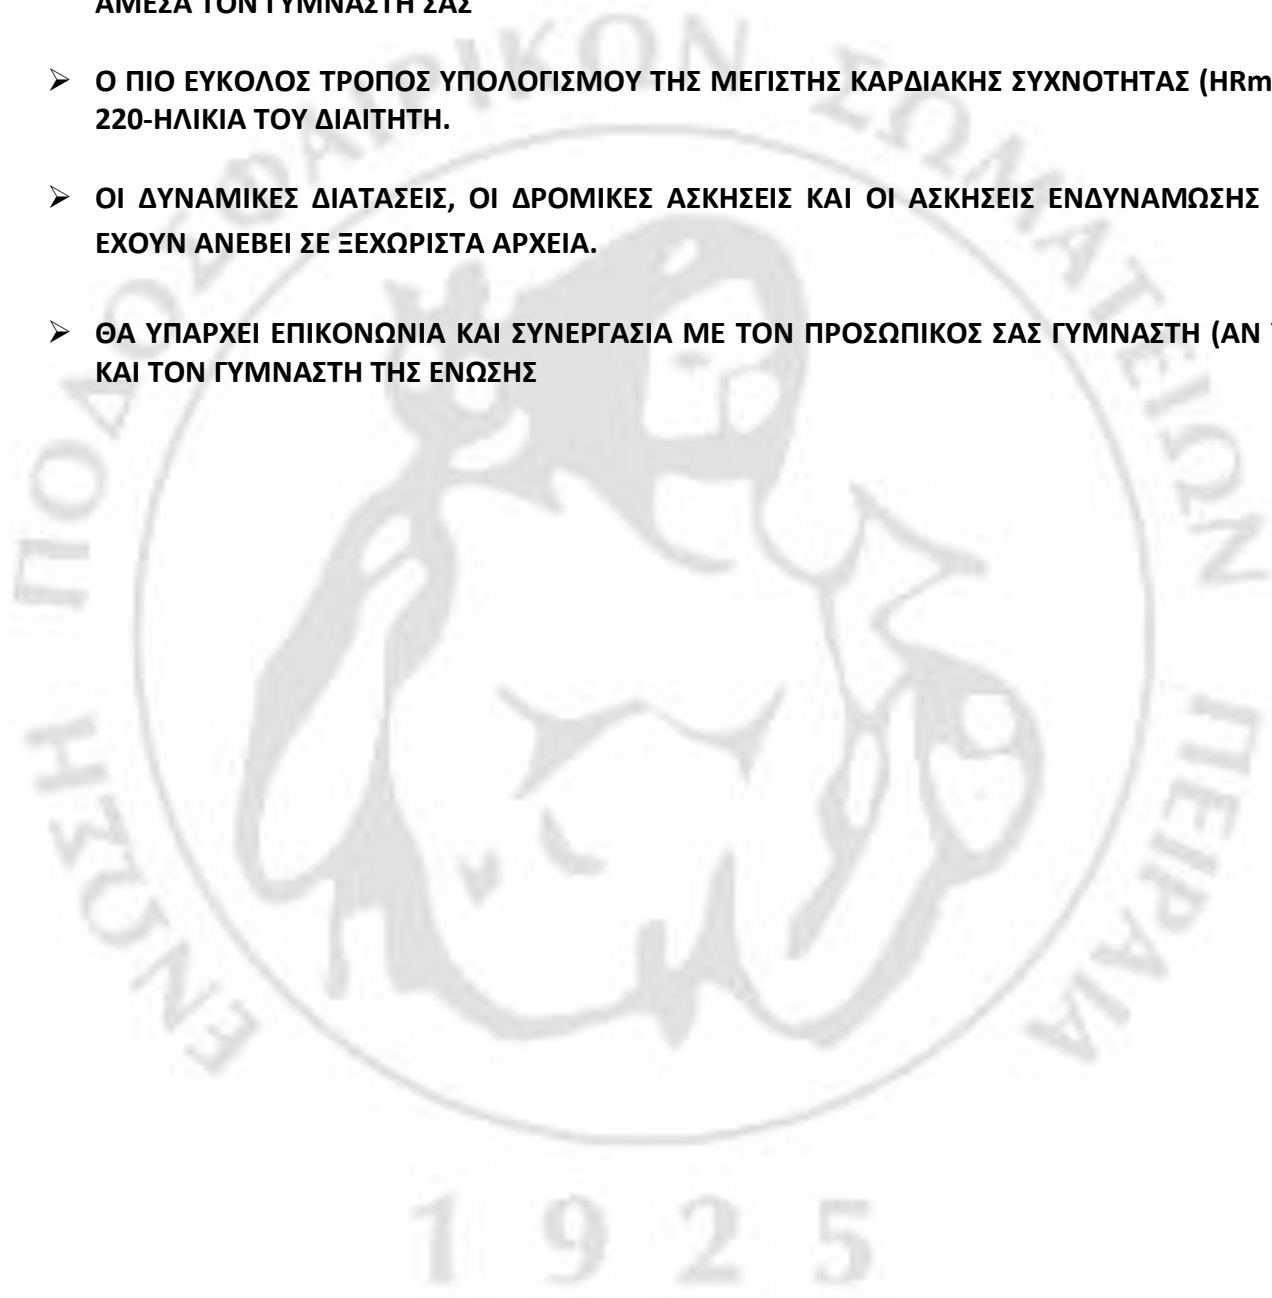 ΑΜΕΣΑ ΤΟΝ ΓΥΜΝΑΣΤΗ ΣΑΣ
➢ Ο ΠΙΟ ΕΥΚΟΛΟΣ ΤΡΟΠΟΣ ΥΠΟΛΟΓΙΣΜΟΥ ΤΗΣ ΜΕΓΙΣΤΗΣ ΚΑΡΔΙΑΚΗΣ ΣΥΧΝΟΤΗΤΑΣ (HRm
220-ΗΛΙΚΙΑ ΤΟΥ ΔΙΑΙΤΗΤΗ.
➢ ΟΙ ΔΥΝΑΜΙΚΕΣ ΔΙΑΤΑΣΕΙΣ, ΟΙ ΔΡΟΜΙΚΕΣ ΑΣΚΗΣΕΙΣ ΚΑΙ ΟΙ ΑΣΚΗΣΕΙΣ ΕΝΔΥΝΑΜΩΣΗΣ
ΕΧΟΥΝ ΑΝΕΒΕΙ ΣΕ ΞΕΧΩΡΙΣΤΑ ΑΡΧΕΙΑ.
➢ ΘΑ ΥΠΑΡΧΕΙ ΕΠΙΚΟΝΩΝΙΑ ΚΑΙ ΣΥΝΕΡΓΑΣΙΑ ΜΕ ΤΟΝ ΠΡΟΣΩΠΙΚΟΣ ΣΑΣ ΓΥΜΝΑΣΤΗ (ΑΝ
ΚΑΙ ΤΟΝ ΓΥΜΝΑΣΤΗ ΤΗΣ ΕΝΩΣΗΣ
ΕΝΩΣΙΣ ΠΟΔΟΣΦΑΙΡΙΚΩΝ ΣΩΜΑΤΕΙΩΝ ΠΕΙΡΑΙΑ
1925